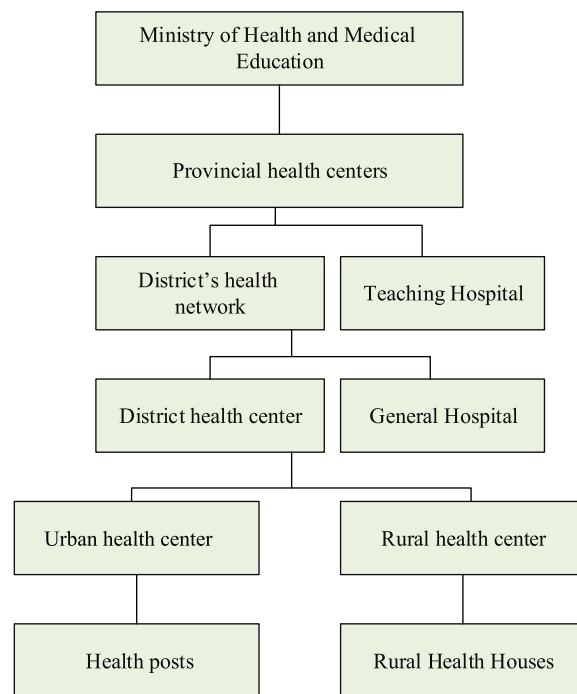 Ministry of Health and Medical
Education
Provincial health centers
District’s health
network
Teaching Hospital
District health center
General Hospital
Urban health center
Rural health center
Health posts
Rural Health Houses